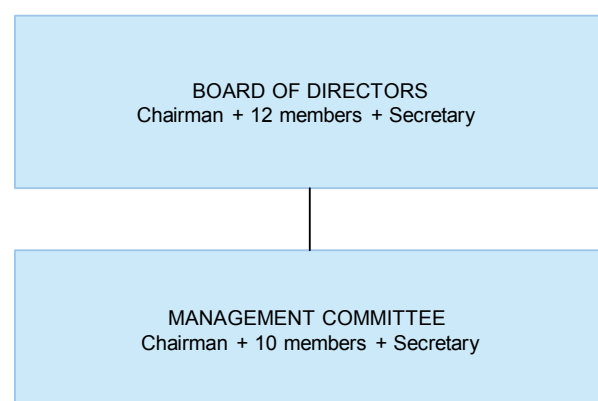 BOARD OF DIRECTORS
Chairman + 12 members + Secretary
MANAGEMENT COMMITTEE
Chairman + 10 members + Secretary